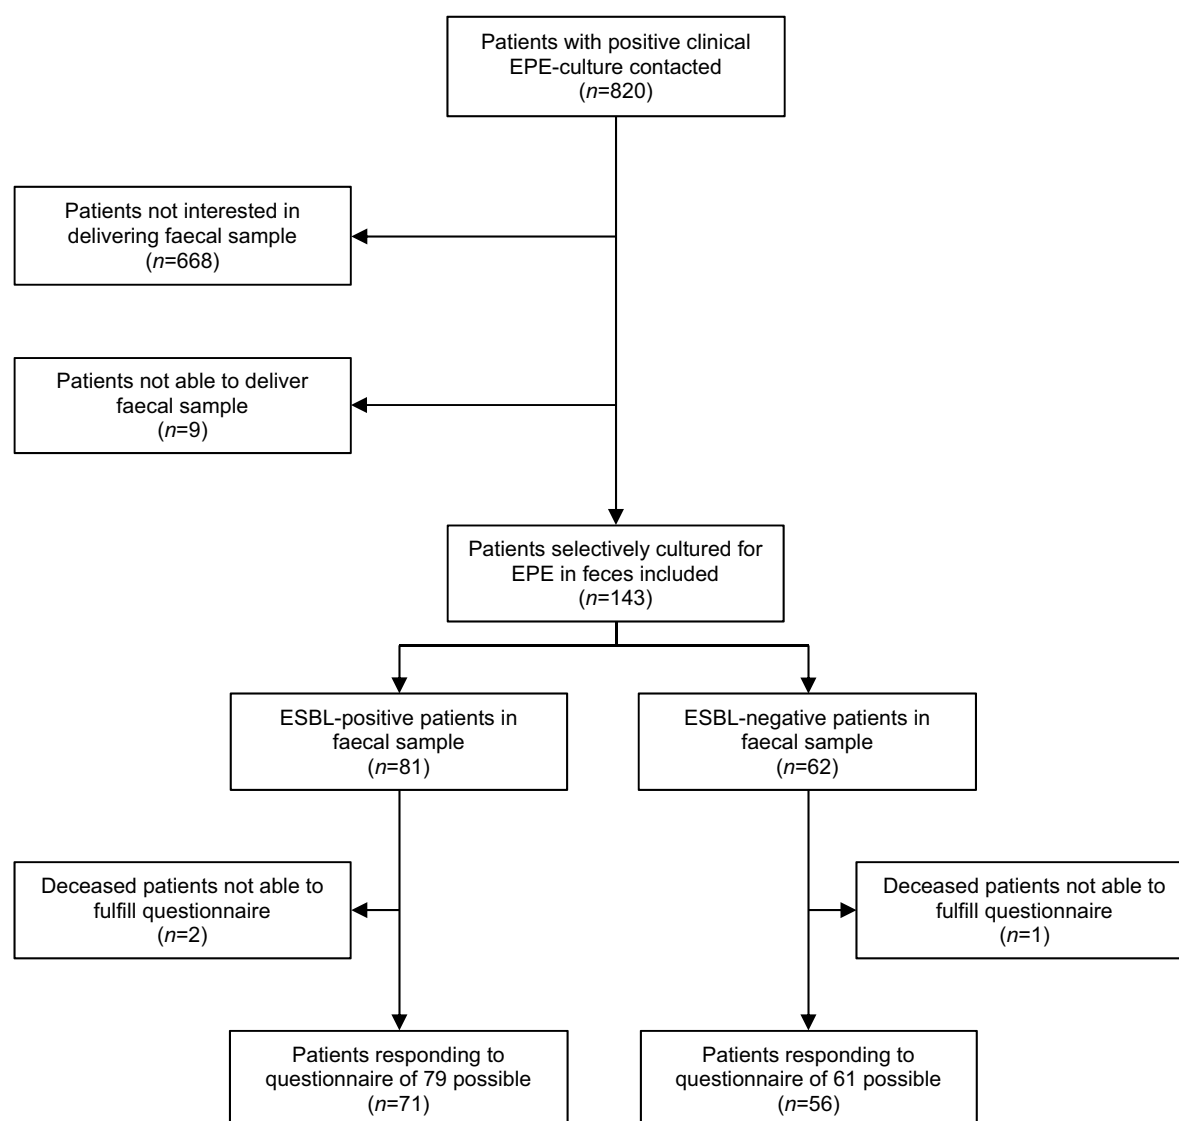 Patients with positive clinical
EPE-culture contacted
(n=820)
Patients not interested in
delivering faecal sample
(n=668)
Patients not able to deliver
faecal sample
(n=9)
Patients selectively cultured for
EPE in feces included
(n=143)
ESBL-positive patients in
faecal sample
(n=81)
ESBL-negative patients in
faecal sample
(n=62)
Deceased patients not able to
fulfill questionnaire
(n=2)
Deceased patients not able to
fulfill questionnaire
(n=1)
Patients responding to
questionnaire of 79 possible
(n=71)
Patients responding to
questionnaire of 61 possible
(n=56)